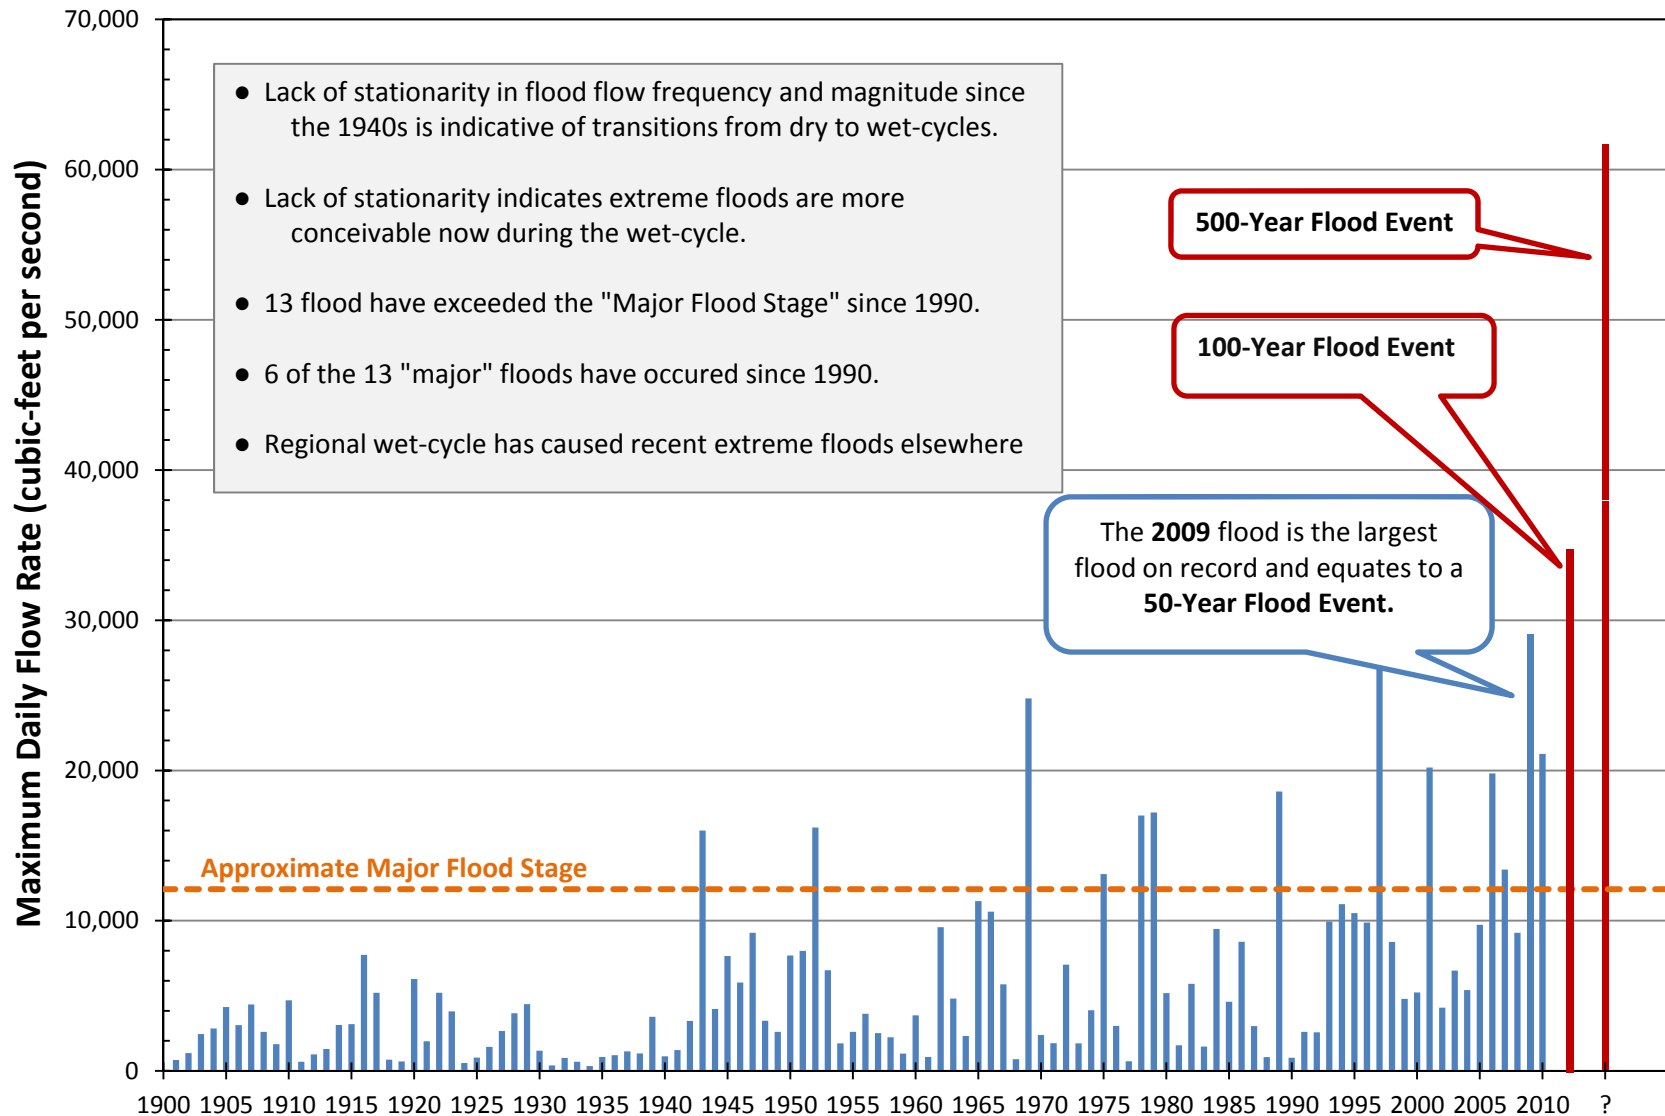 70,000
60,000
50,000
40,000
30,000
20,000
10,000
0
Maximum Daily Flow Rate (cubic-feet per second)
● Lack of stationarity in flood flow frequency and magnitude since
the 1940s is indicative of transitions from dry to wet-cycles.
● Lack of stationarity indicates extreme floods are more
conceivable now during the wet-cycle.
● 13 flood have exceeded the "Major Flood Stage" since 1990.
● 6 of the 13 "major" floods have occured since 1990.
● Regional wet-cycle has caused recent extreme floods elsewhere
500-Year Flood Event
100-Year Flood Event
The 2009 flood is the largest
flood on record and equates to a
50-Year Flood Event.
Approximate Major Flood Stage
1900 1905 1910 1915 1920 1925 1930 1935 1940 1945 1950 1955 1960 1965 1970 1975 1980 1985 1990 1995 2000 2005 2010 ?